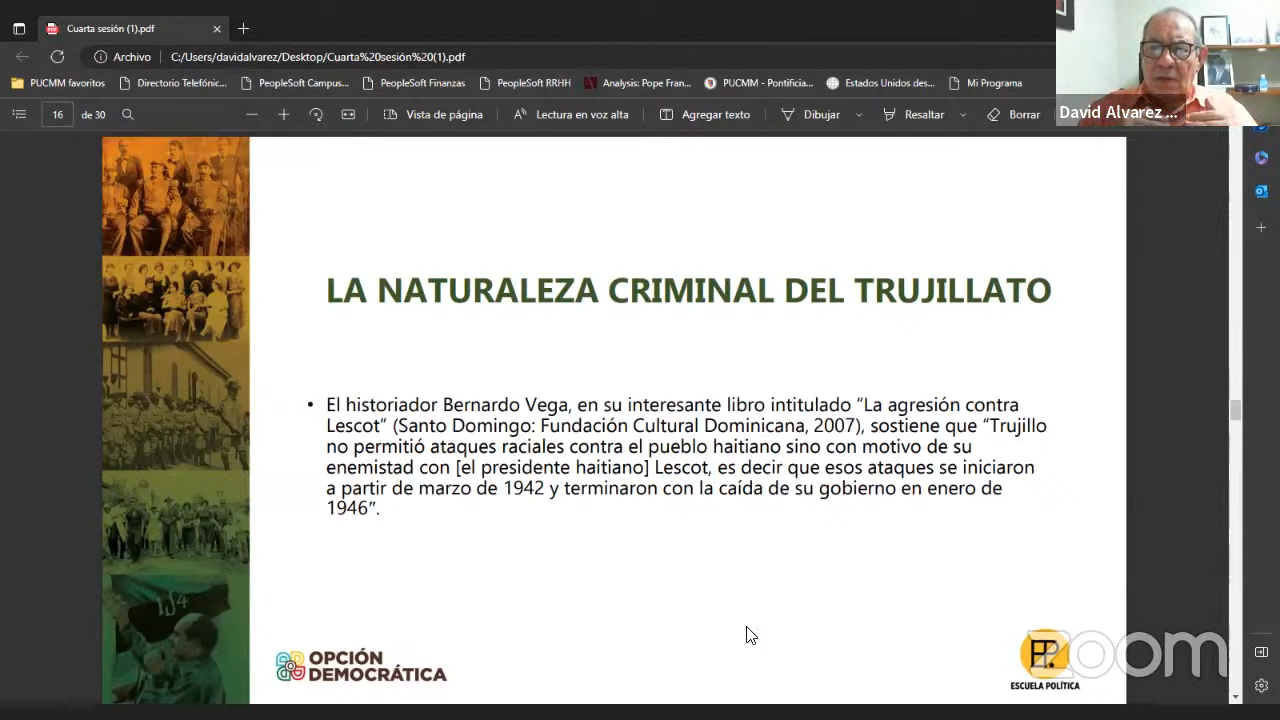 Cuarta sesión (1).pdf
Archivo
C:/Users/davidalvarez/Desktop/Cuarta%20sesión%20(1).pdf
PUCMM favoritos
Directorio Telefónic...
PeopleSoft Campus...
PeopleSoft Finanzas
PeopleSoft RRHH
Analysis: Pope Fran...
PUCMM - Pontificia...
Estados Unidos des...
Mi Programa
16 de 30
Vista de página
Lectura en voz alta
Agregar texto
Dibujar
Resaltar
Borrar
David Alvarez ...
LA NATURALEZA CRIMINAL DEL TRUJILLATO
• El historiador Bernardo Vega, en su interesante libro intitulado “La agresión contra
Lescot” (Santo Domingo: Fundación Cultural Dominicana, 2007), sostiene que “Trujillo
no permitió ataques raciales contra el pueblo haitiano sino con motivo de su
enemistad con [el presidente haitiano] Lescot, es decir que esos ataques se iniciaron
a partir de marzo de 1942 y terminaron con la caída de su gobierno en enero de
1946”.
1J4
OPCIÓN
DEMOCRÁTICA
EP.
ESCUELA POLÍTICA
zoom